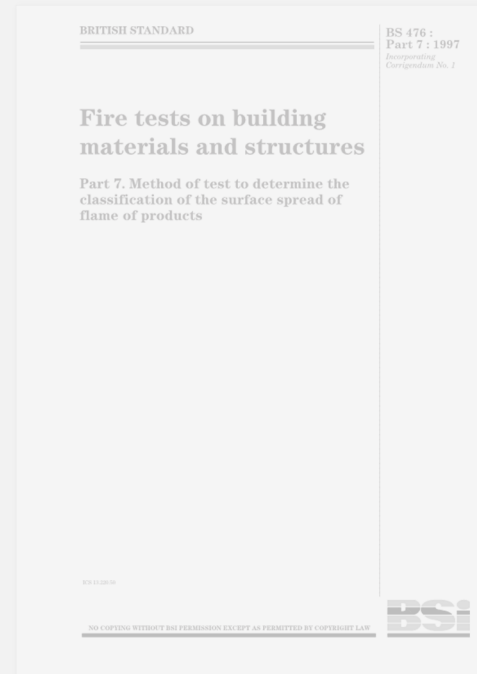 BRITISH STANDARD
BS 476 :
Part 7 : 1997
Incorporating
Corrigendum No. 1
Fire tests on building
materials and structures
Part 7. Method of test to determine the
classification of the surface spread of
flame of products
NO COPYING WITHOUT BSI PERMISSION EXCEPT AS PERMITTED BY COPYRIGHT LAW
BSi